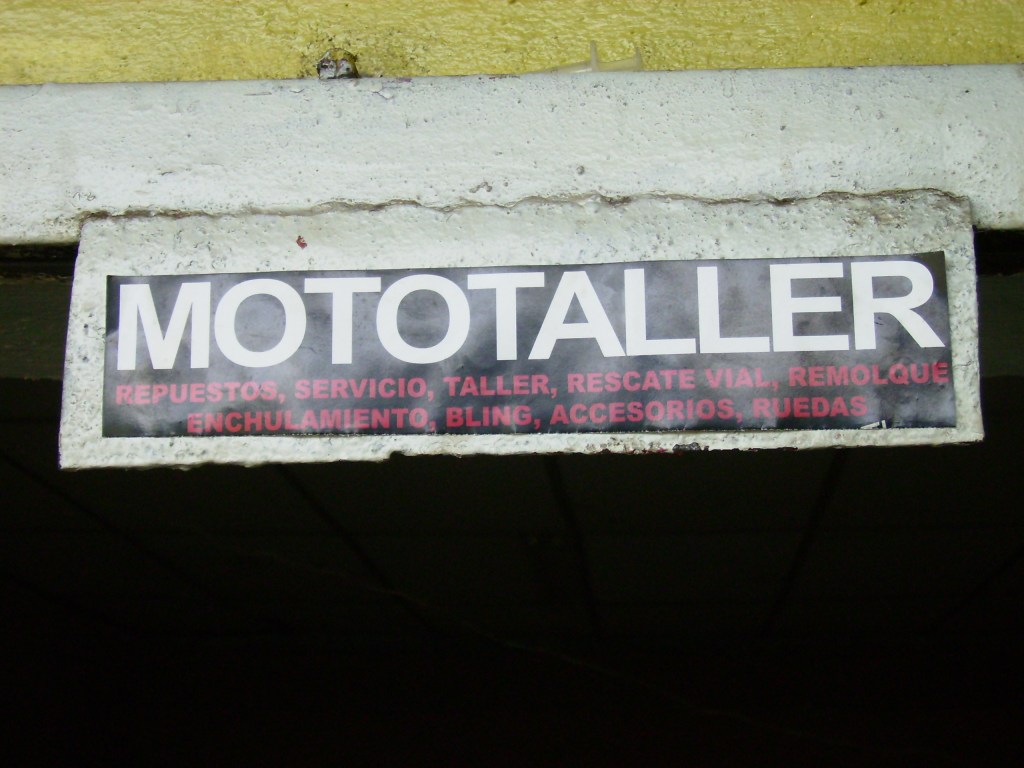 MOTOTALLER
REPUESTOS, SERVICIO, TALLER, RESCATE VIAL, REMOLQUE
ENCHULAMIENTO, BLING, ACCESORIOS, RUEDAS